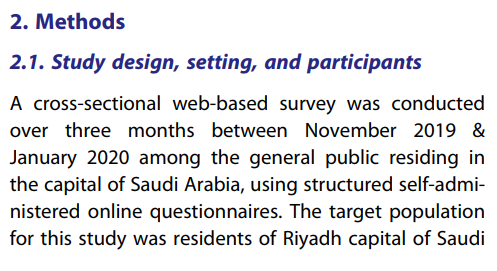 2. Methods
2.1. Study design, setting, and participants
A cross-sectional web-based survey was conducted
over three months between November 2019 &
January 2020 among the general public residing in
the capital of Saudi Arabia, using structured self-admi-
nistered online questionnaires. The target population
for this study was residents of Riyadh capital of Saudi